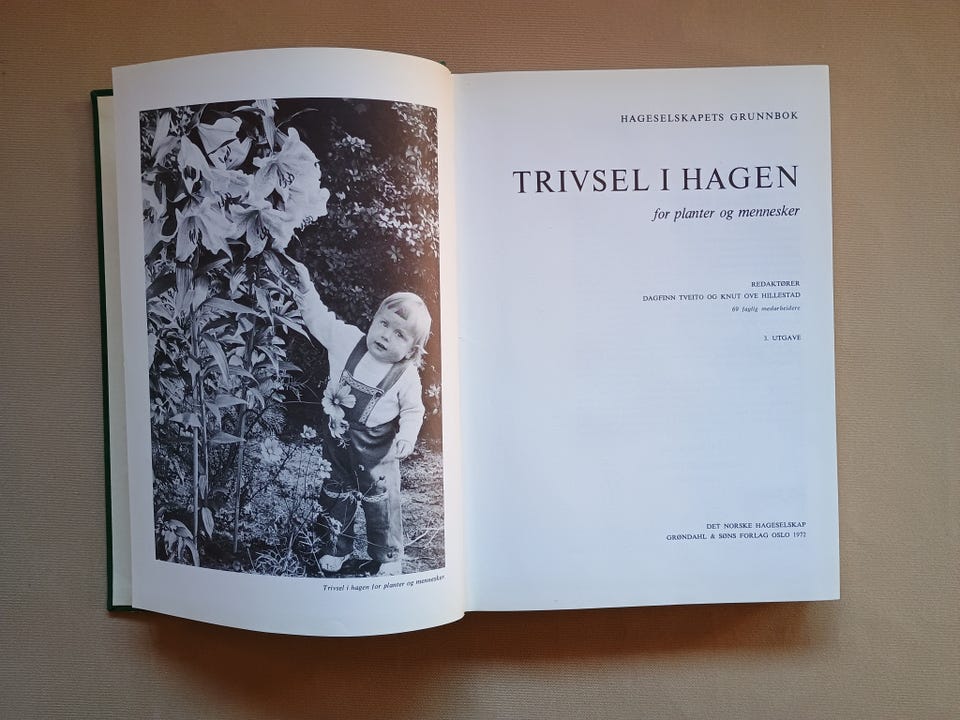 Trivsel i hagen for planter og mennesker.
HAGESELSKAPETS GRUNNBOK
TRIVSEL I HAGEN
for planter og mennesker
REDAKTØRER
DAGFINN TVEITO OG KNUT OVE HILLESTAD
60 faglig medarbeidere
3. UTGAVE
DET NORSKE HAGESELSKAP
GRØNDAHL & SØNS FORLAG OSLO 1972